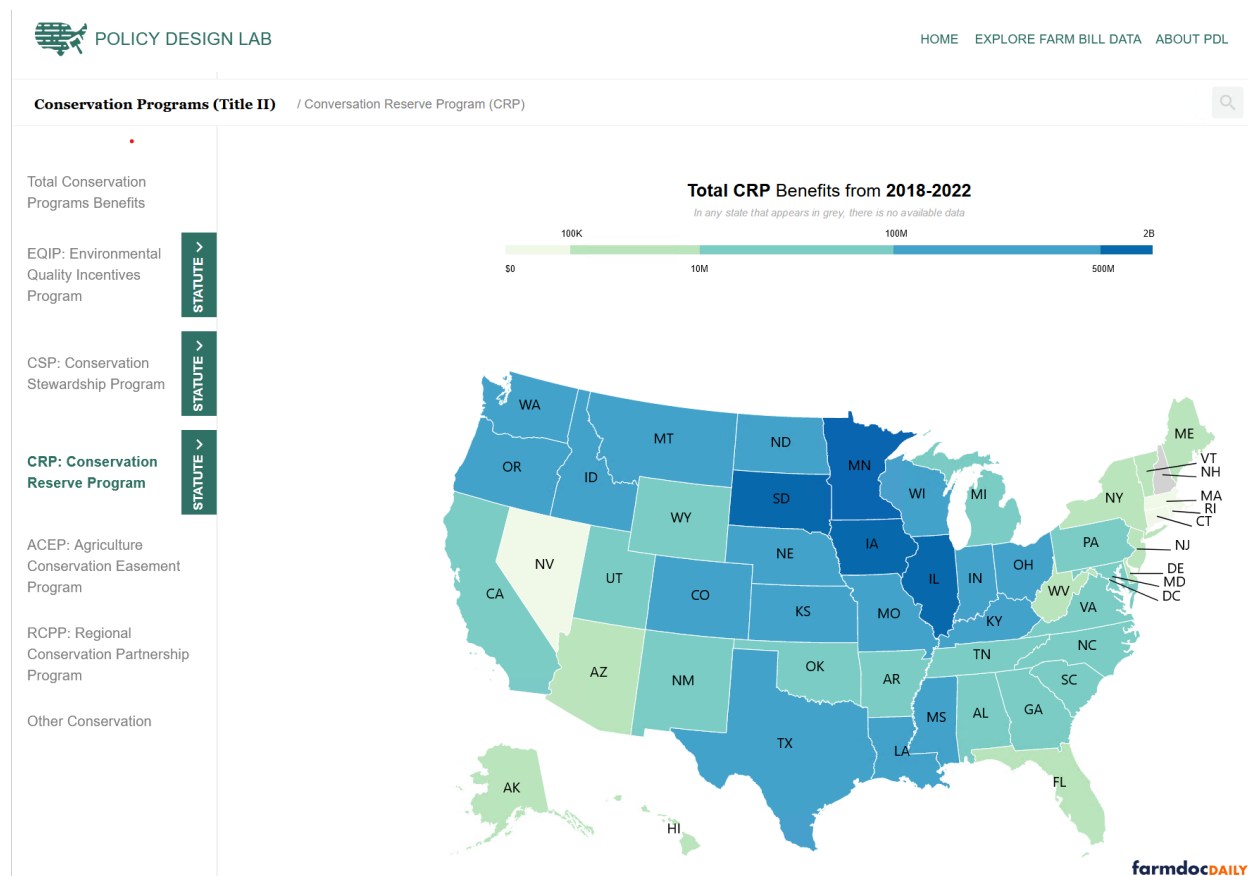 POLICY DESIGN LAB
HOME EXPLORE FARM BILL DATA ABOUT PDL
Conservation Programs (Title II) / Conversation Reserve Program (CRP)
Total Conservation
Programs Benefits
EQIP: Environmental
Quality Incentives
Program
STATUTE
CSP: Conservation
Stewardship Program
STATUTE
CRP: Conservation
Reserve Program
STATUTE
ACEP: Agriculture
Conservation Easement
Program
RCPP: Regional
Conservation Partnership
Program
Other Conservation
Total CRP Benefits from 2018-2022
In any state that appears in grey, there is no available data
100K 100M 2B
$0 10M 500M
WA
MT
ND
MN
ME
VT
NH
OR
ID
SD
WI
MI
NY
MA
RI
CT
WY
NE
IA
PA
NJ
NV
UT
CO
IL
IN
OH
DE
MD
DC
CA
KS
MO
KY
WV
VA
AZ
NM
OK
AR
TN
NC
SC
MS
AL
GA
TX
LA
FL
AK
HI
farmdocDAILY